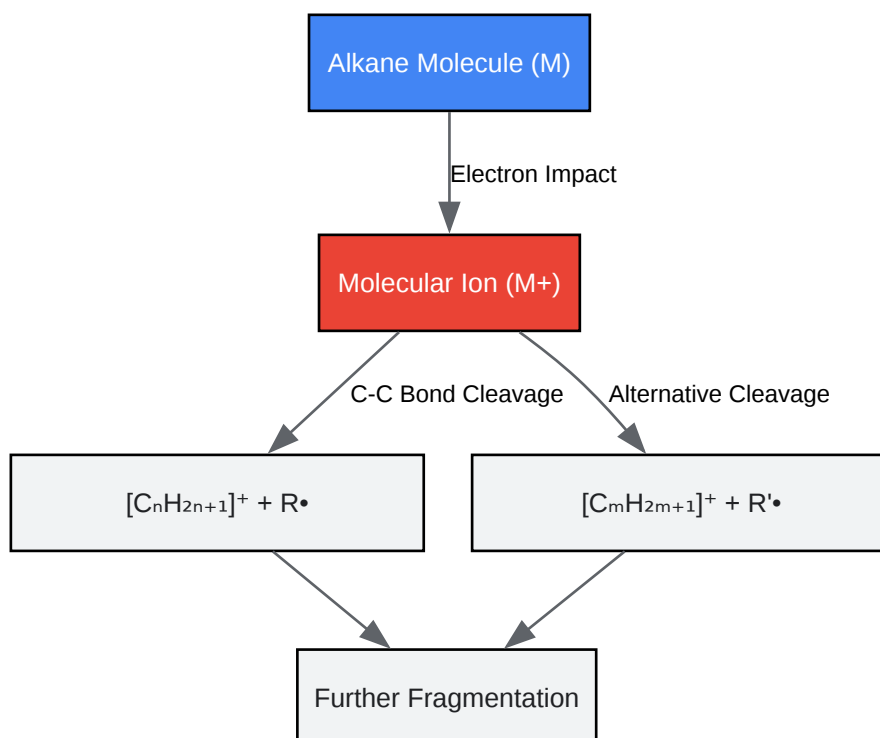 Alkane Molecule (M)
Electron Impact
Molecular Ion (M+)
C-C Bond Cleavage
Alternative Cleavage
[CₙH₂ₙ₊₁]⁺ + R•
[CₘH₂ₘ₊₁]⁺ + R'•
Further Fragmentation